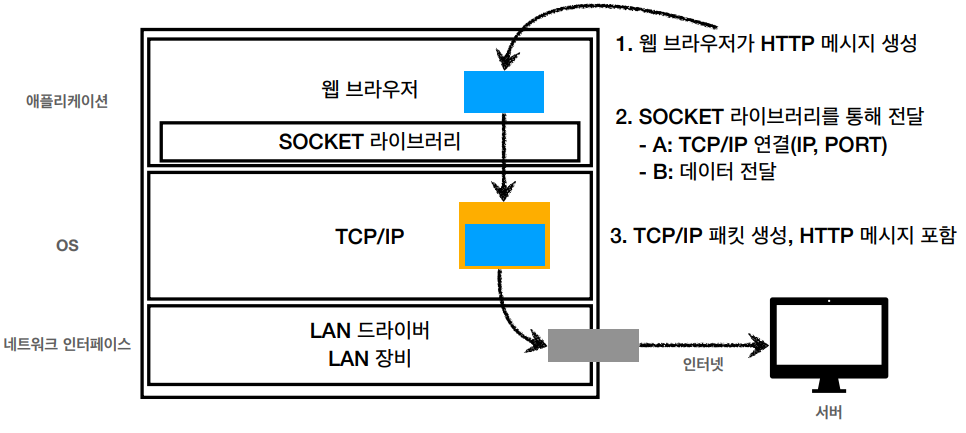 1. 웹 브라우저가 HTTP 메시지 생성
애플리케이션
웹 브라우저
SOCKET 라이브러리
2. SOCKET 라이브러리를 통해 전달
- A: TCP/IP 연결(IP, PORT)
- B: 데이터 전달
OS
TCP/IP
3. TCP/IP 패킷 생성, HTTP 메시지 포함
네트워크 인터페이스
LAN 드라이버
LAN 장비
인터넷
서버